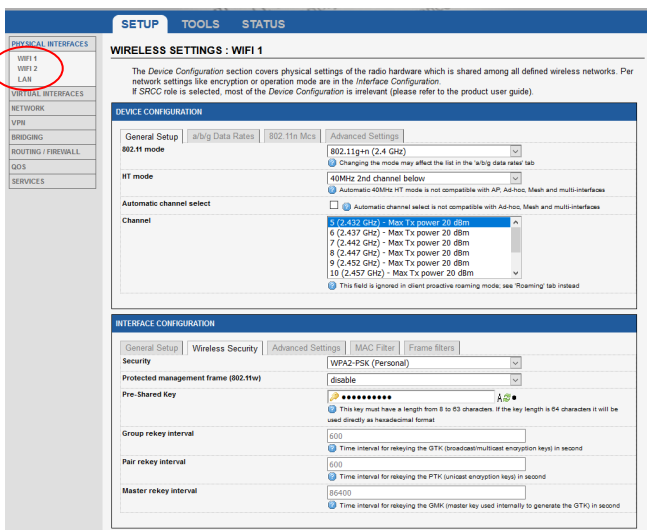 SETUP TOOLS STATUS
PHYSICAL INTERFACES
WIFI 1
WIFI 2
LAN
VIRTUAL INTERFACES
NETWORK
VPN
BRIDGING
ROUTING / FIREWALL
QOS
SERVICES
WIRELESS SETTINGS : WIFI 1
The Device Configuration section covers physical settings of the radio hardware which is shared among all defined wireless networks. Per
network settings like encryption or operation mode are in the Interface Configuration.
If SRCC role is selected, most of the Device Configuration is irrelevant (please refer to the product user guide).
DEVICE CONFIGURATION
General Setup a/b/g Data Rates 802.11n Mcs Advanced Settings
802.11 mode
802.11g+n (2.4 GHz)
Changing the mode may affect the list in the 'a/b/g data rates' tab
HT mode
40MHz 2nd channel below
Automatic 40MHz HT mode is not compatible with AP, Ad-hoc, Mesh and multi-interfaces
Automatic channel select
Automatic channel select is not compatible with Ad-hoc, Mesh and multi-interfaces
Channel
5 (2.432 GHz) - Max Tx power 20 dBm
6 (2.437 GHz) - Max Tx power 20 dBm
7 (2.442 GHz) - Max Tx power 20 dBm
8 (2.447 GHz) - Max Tx power 20 dBm
9 (2.452 GHz) - Max Tx power 20 dBm
10 (2.457 GHz) - Max Tx power 20 dBm
This field is ignored in client proactive roaming mode; see 'Roaming' tab instead
INTERFACE CONFIGURATION
General Setup Wireless Security Advanced Settings MAC Filter Frame filters
Security
WPA2-PSK (Personal)
Protected management frame (802.11w)
disable
Pre-Shared Key
●●●●●●●●●●
This key must have a length from 8 to 63 characters. If the key length is 64 characters it will be
used directly as hexadecimal format
Group rekey interval
600
Time interval for rekeying the GTK (broadcast/multicast encryption keys) in second
Pair rekey interval
600
Time interval for rekeying the PTK (unicast encryption keys) in second
Master rekey interval
86400
Time interval for rekeying the GMK (master key used internally to generate the GTK) in second